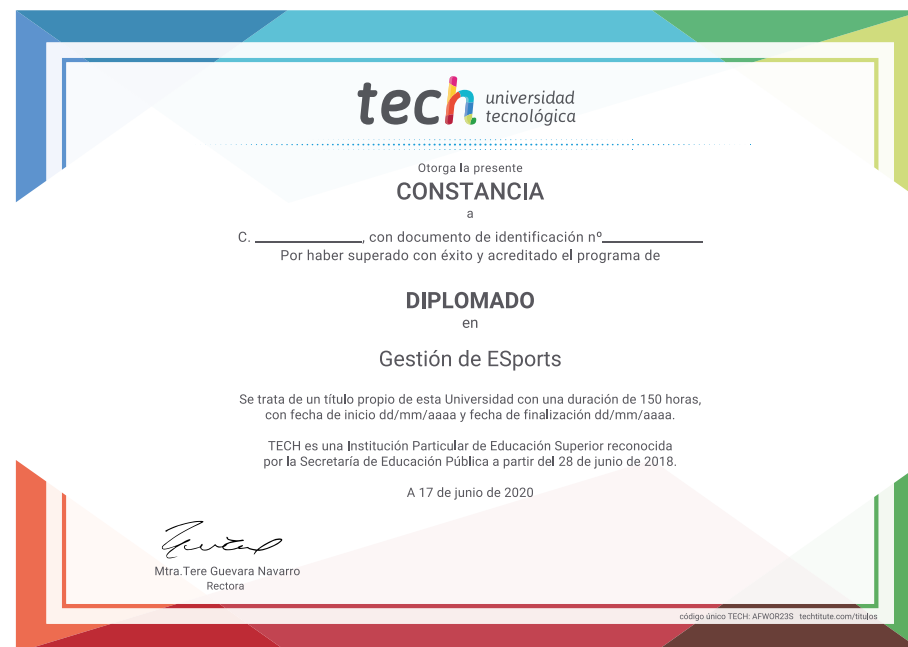 tech universidad
tecnológica
Otorga la presente
CONSTANCIA
a
C. ____________, con documento de identificación nº____________
Por haber superado con éxito y acreditado el programa de
DIPLOMADO
en
Gestión de ESports
Se trata de un título propio de esta Universidad con una duración de 150 horas,
con fecha de inicio dd/mm/aaaa y fecha de finalización dd/mm/aaaa.
TECH es una Institución Particular de Educación Superior reconocida
por la Secretaría de Educación Pública a partir del 28 de junio de 2018.
A 17 de junio de 2020
Mtra.Tere Guevara Navarro
Rectora
código único TECH: AFWOR23S techtitute.com/titulos